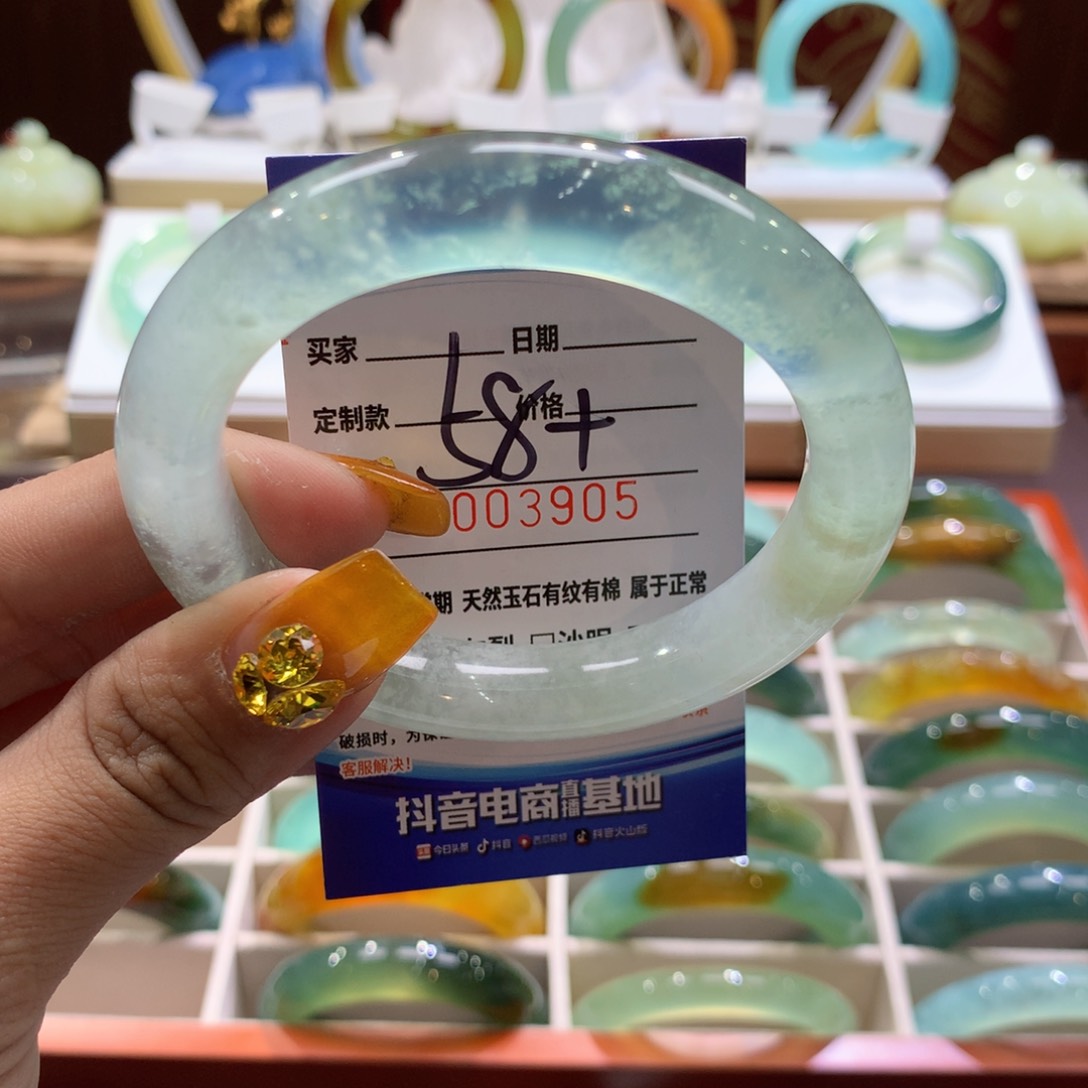 买家 日期
定制款 价格
58+
003905
期 天然玉石有纹有棉 属于正常
破损时，为保
客服解决！
抖音电商直播基地
今日头条 抖音 西瓜视频 抖音火山版